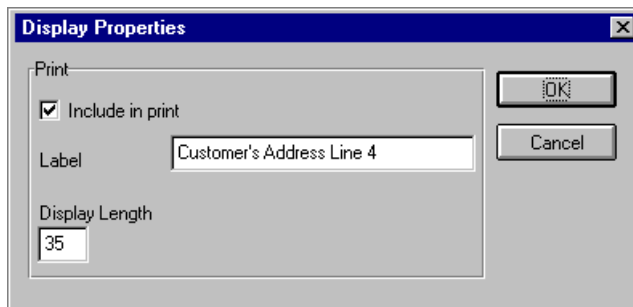 Display Properties
Print
OK
Include in print
Label
Customer's Address Line 4
Cancel
Display Length
35